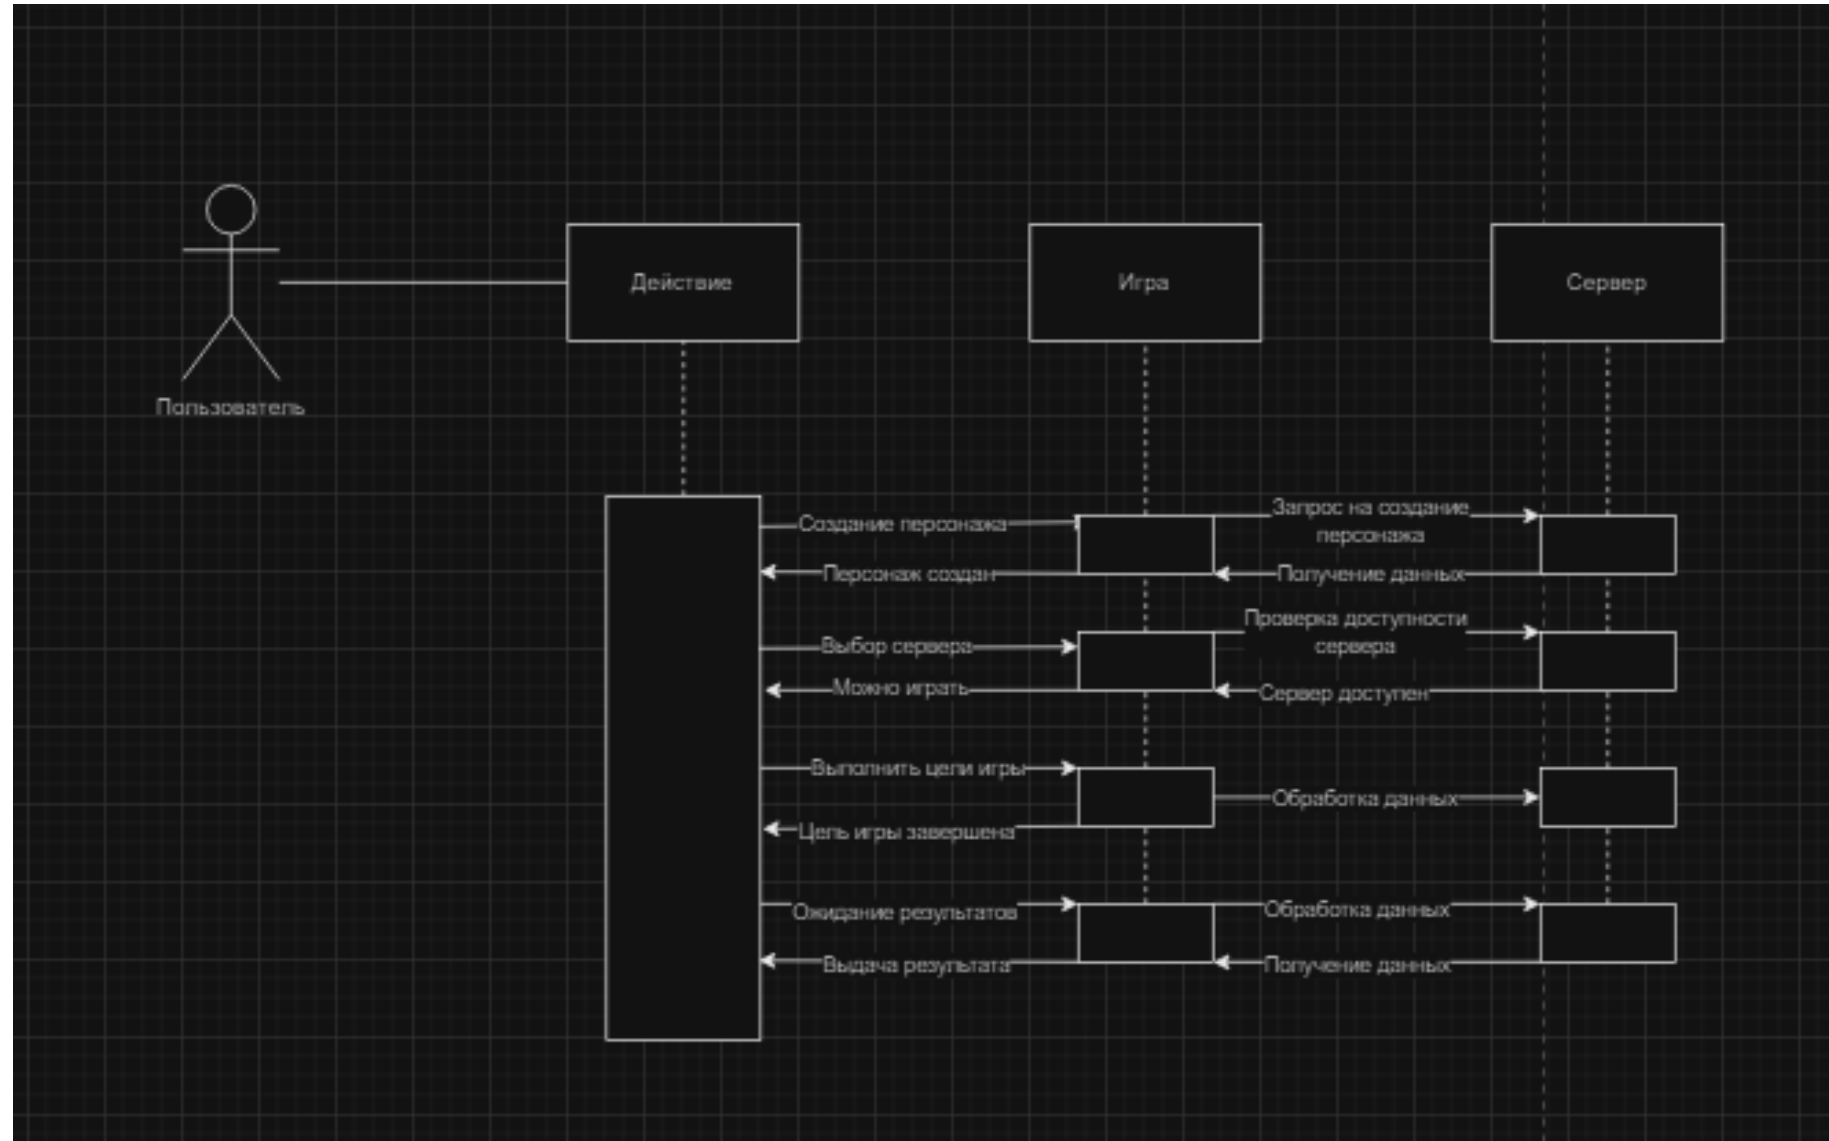 Действие
Игра
Сервер
Пользователь
Создание персонажа
Запрос на создание
персонажа
Персонаж создан
Получение данных
Выбор сервера
Проверка доступности
сервера
Можно играть
Сервер доступен
Выполнить цели игры
Обработка данных
Цель игры завершена
Ожидание результатов
Обработка данных
Выдача результата
Получение данных